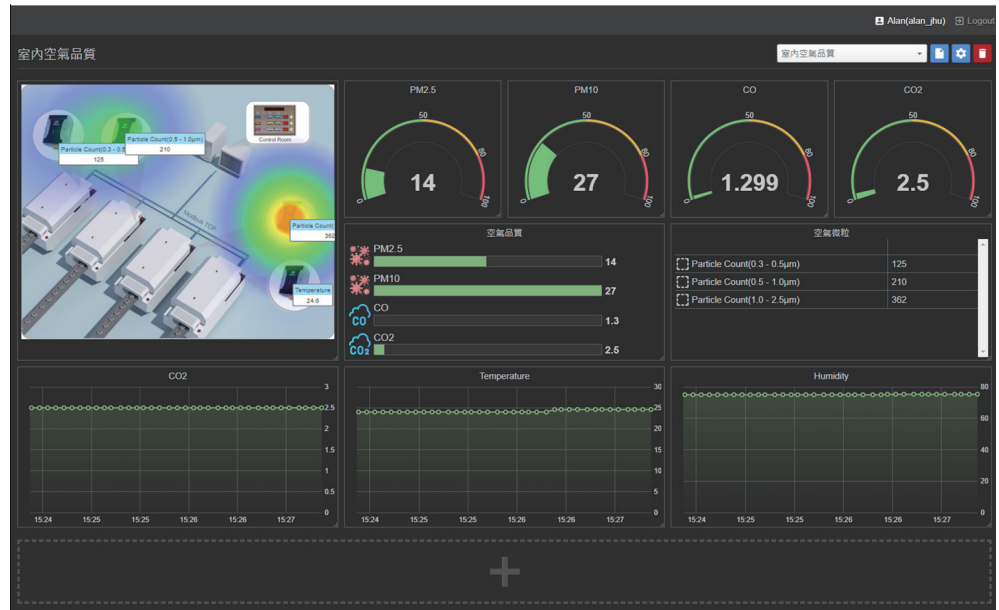 Alan(alan_jhu) Logout
室內空氣品質
室內空氣品質
Particle Count(0.3 - 0.5
125
Particle Count(0.5 - 1.0μm)
210
Control Room
Modbus TCP
Particle Count(
362
Temperature
24.6
PM2.5
0
50
80
100
14
PM10
0
50
80
100
27
CO
0
50
80
100
1.299
CO2
0
50
80
100
2.5
空氣品質
PM2.5
14
PM10
27
CO
CO
1.3
CO2
CO2
2.5
空氣微粒
Particle Count(0.3 - 0.5μm) 125
Particle Count(0.5 - 1.0μm) 210
Particle Count(1.0 - 2.5μm) 362
CO2
3
2.5
2
1.5
1
0.5
0
15:24 15:25 15:25 15:26 15:26 15:27
Temperature
30
25
20
15
10
5
0
15:24 15:25 15:25 15:26 15:26 15:27
Humidity
80
60
40
20
0
15:24 15:25 15:25 15:26 15:26 15:27